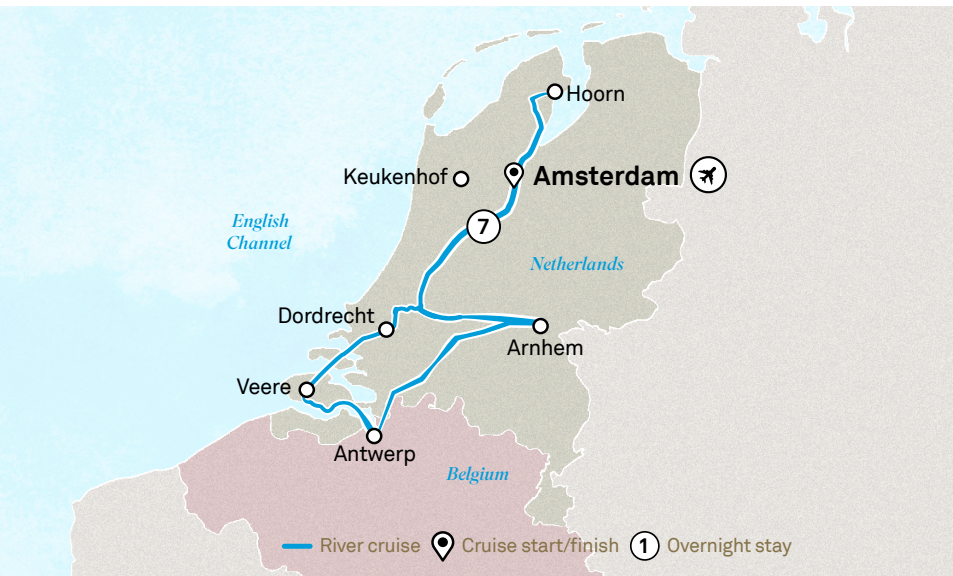 Hoorn
Keukenhof
Amsterdam
English
Channel
7
Netherlands
Dordrecht
Arnhem
Veere
Antwerp
Belgium
River cruise Cruise start/finish 1 Overnight stay